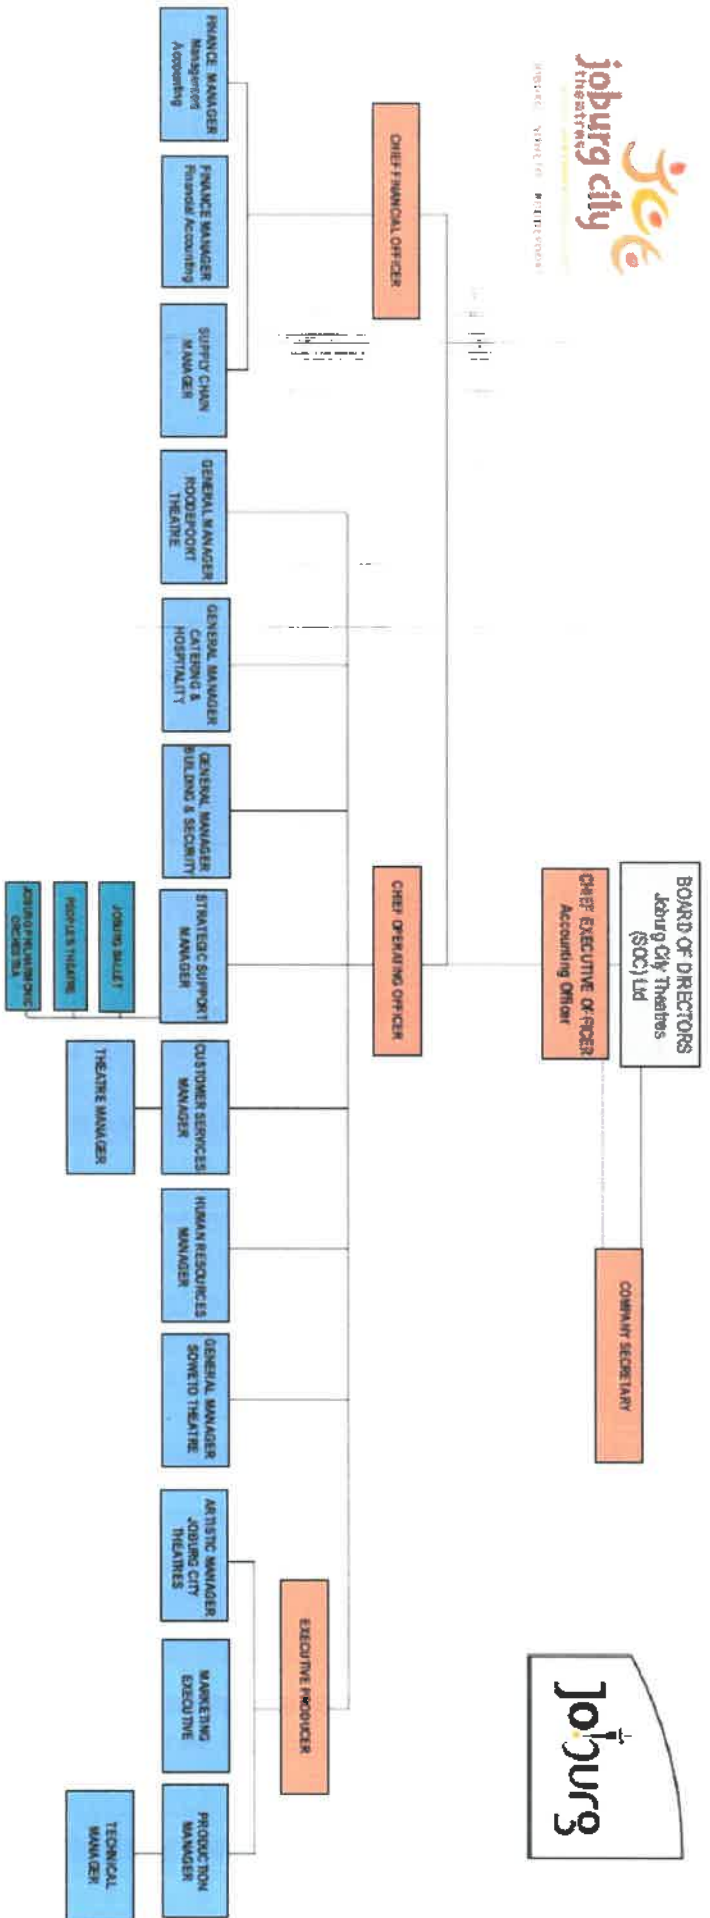 joburg city
theatres
Joburg
BOARD OF DIRECTORS
Joburg City Theatres
(SOC) Ltd
CHIEF EXECUTIVE OFFICER
Accounting Officer
COMPANY SECRETARY
CHIEF FINANCIAL OFFICER
CHIEF OPERATING OFFICER
EXECUTIVE PRODUCER
FINANCE MANAGER
Management
Accounting
FINANCE MANAGER
Financial Accounting
SUPPLY CHAIN
MANAGER
GENERAL MANAGER
ROODEPOORT
THEATRE
GENERAL MANAGER
CATERING &
HOSPITALITY
GENERAL MANAGER
BUILDING & SECURITY
STRATEGIC SUPPORT
MANAGER
CUSTOMER SERVICES
MANAGER
HUMAN RESOURCES
MANAGER
GENERAL MANAGER
SOWETO THEATRE
ARTISTIC MANAGER
JOBURG CITY
THEATRES
MARKETING
EXECUTIVE
PRODUCTION
MANAGER
JOBURG BALLET
PEOPLES THEATRE
JOBURG PHILHARMONIC
ORCHESTRA
THEATRE MANAGER
TECHNICAL
MANAGER